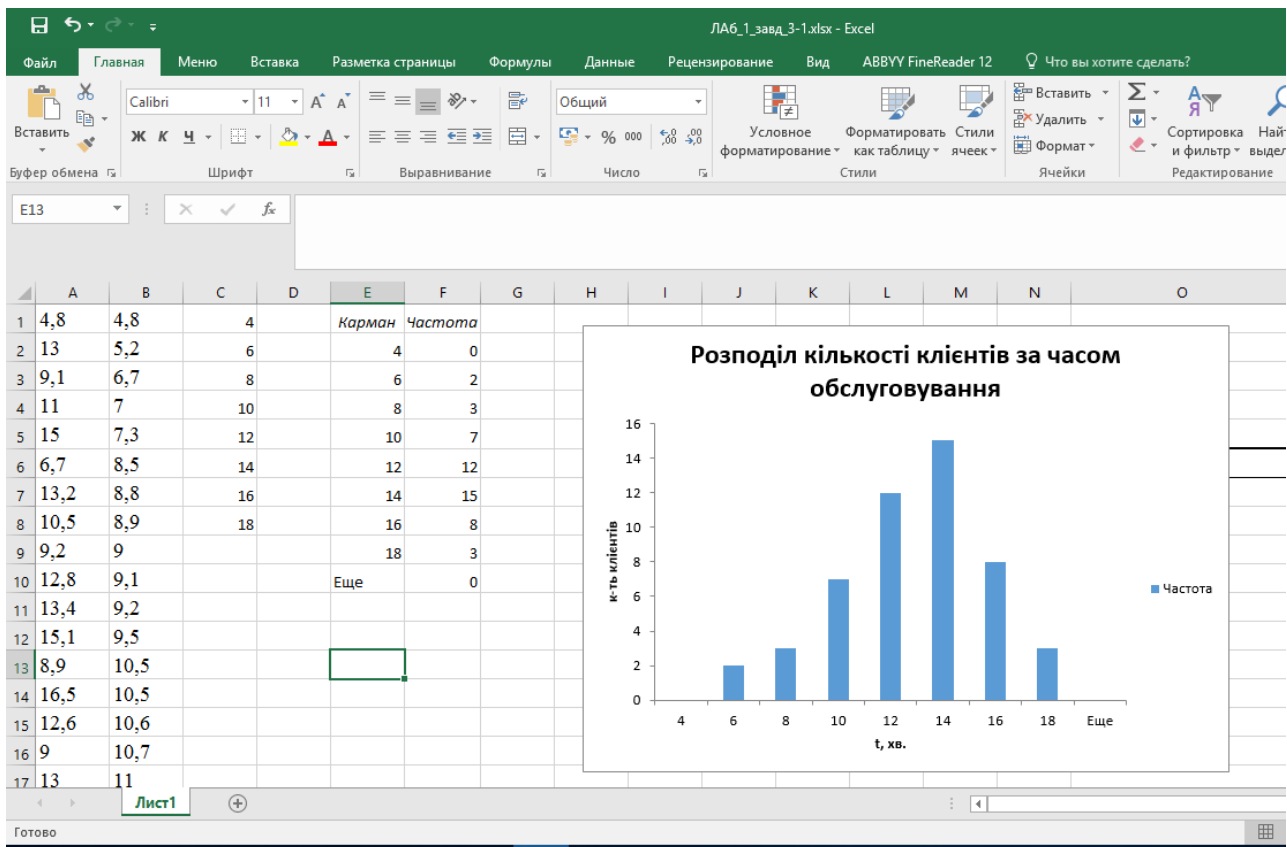 ЛАб_1_завд_3-1.xlsx - Excel
Файл Главная Меню Вставка Разметка страницы Формулы Данные Рецензирование Вид ABBYY FineReader 12 Что вы хотите сделать?
Вставить
Calibri 11
Ж К Ч
Общий
% 000
Условное форматирование
Форматировать как таблицу
Стили ячеек
Вставить
Удалить
Формат
Сортировка и фильтр
Буфер обмена Шрифт Выравнивание Число Стили Ячейки Редактирование
E13 fx
A B C D E F G H I J K L M N O
1 4,8 4,8 4 Карман Частота
2 13 5,2 6 4 0
3 9,1 6,7 8 6 2
4 11 7 10 8 3
5 15 7,3 12 10 7
6 6,7 8,5 14 12 12
7 13,2 8,8 16 14 15
8 10,5 8,9 18 16 8
9 9,2 9 18 3
10 12,8 9,1 Еще 0
11 13,4 9,2
12 15,1 9,5
13 8,9 10,5
14 16,5 10,5
15 12,6 10,6
16 9 10,7
17 13 11
Розподіл кількості клієнтів за часом
обслуговування
к-ть клієнтів
16
14
12
10
8
6
4
2
0
4 6 8 10 12 14 16 18 Еще
t, хв.
Частота
Лист1
Готово